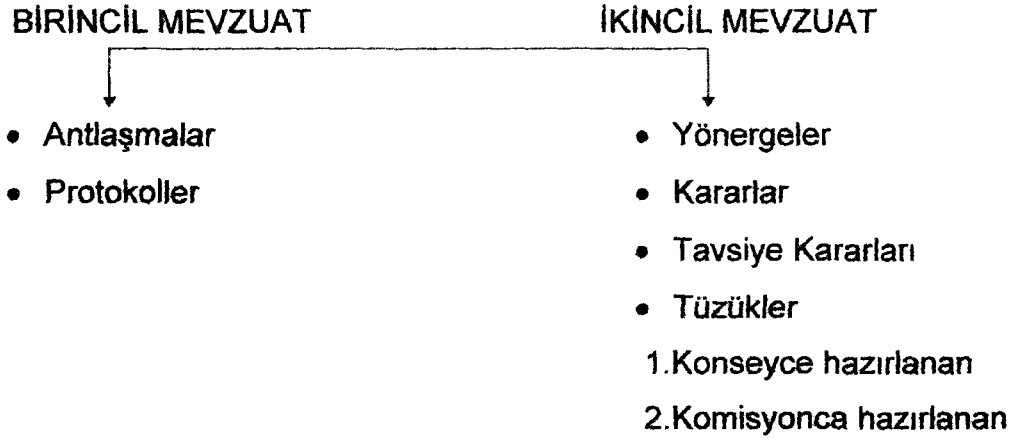 BİRİNCİL MEVZUAT
İKİNCİL MEVZUAT
• Antlaşmalar
• Protokoller
• Yönergeler
• Kararlar
• Tavsiye Kararları
• Tüzükler
1.Konseyce hazırlanan
2.Komisyonca hazırlanan